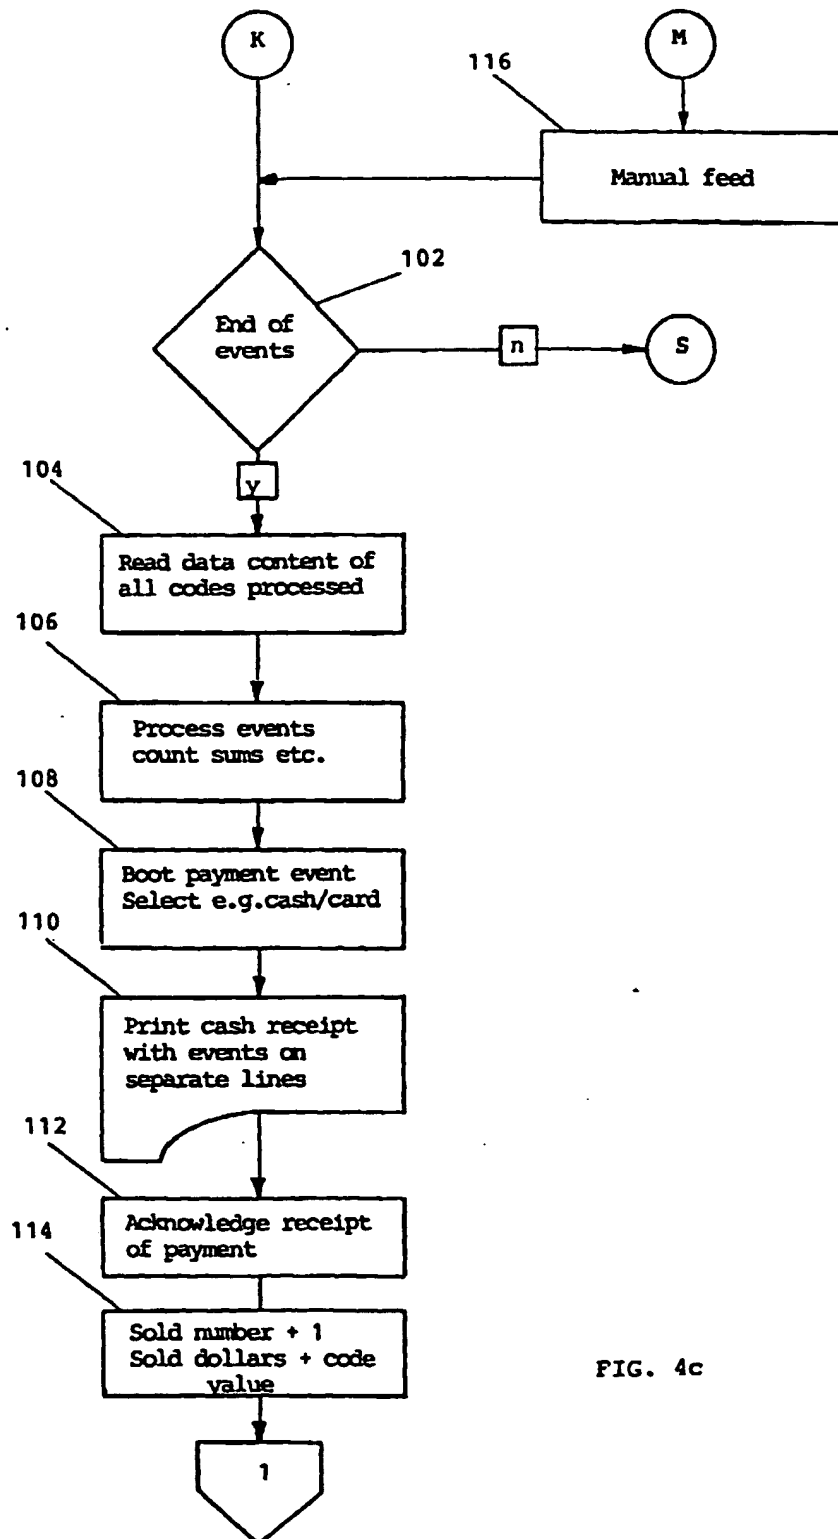 K
M
116
Manual feed
102
End of
events
n
S
y
104
Read data content of
all codes processed
106
Process events
count sums etc.
108
Boot payment event
Select e.g.cash/card
110
Print cash receipt
with events on
separate lines
112
Acknowledge receipt
of payment
114
Sold number + 1
Sold dollars + code
value
FIG. 4c
1